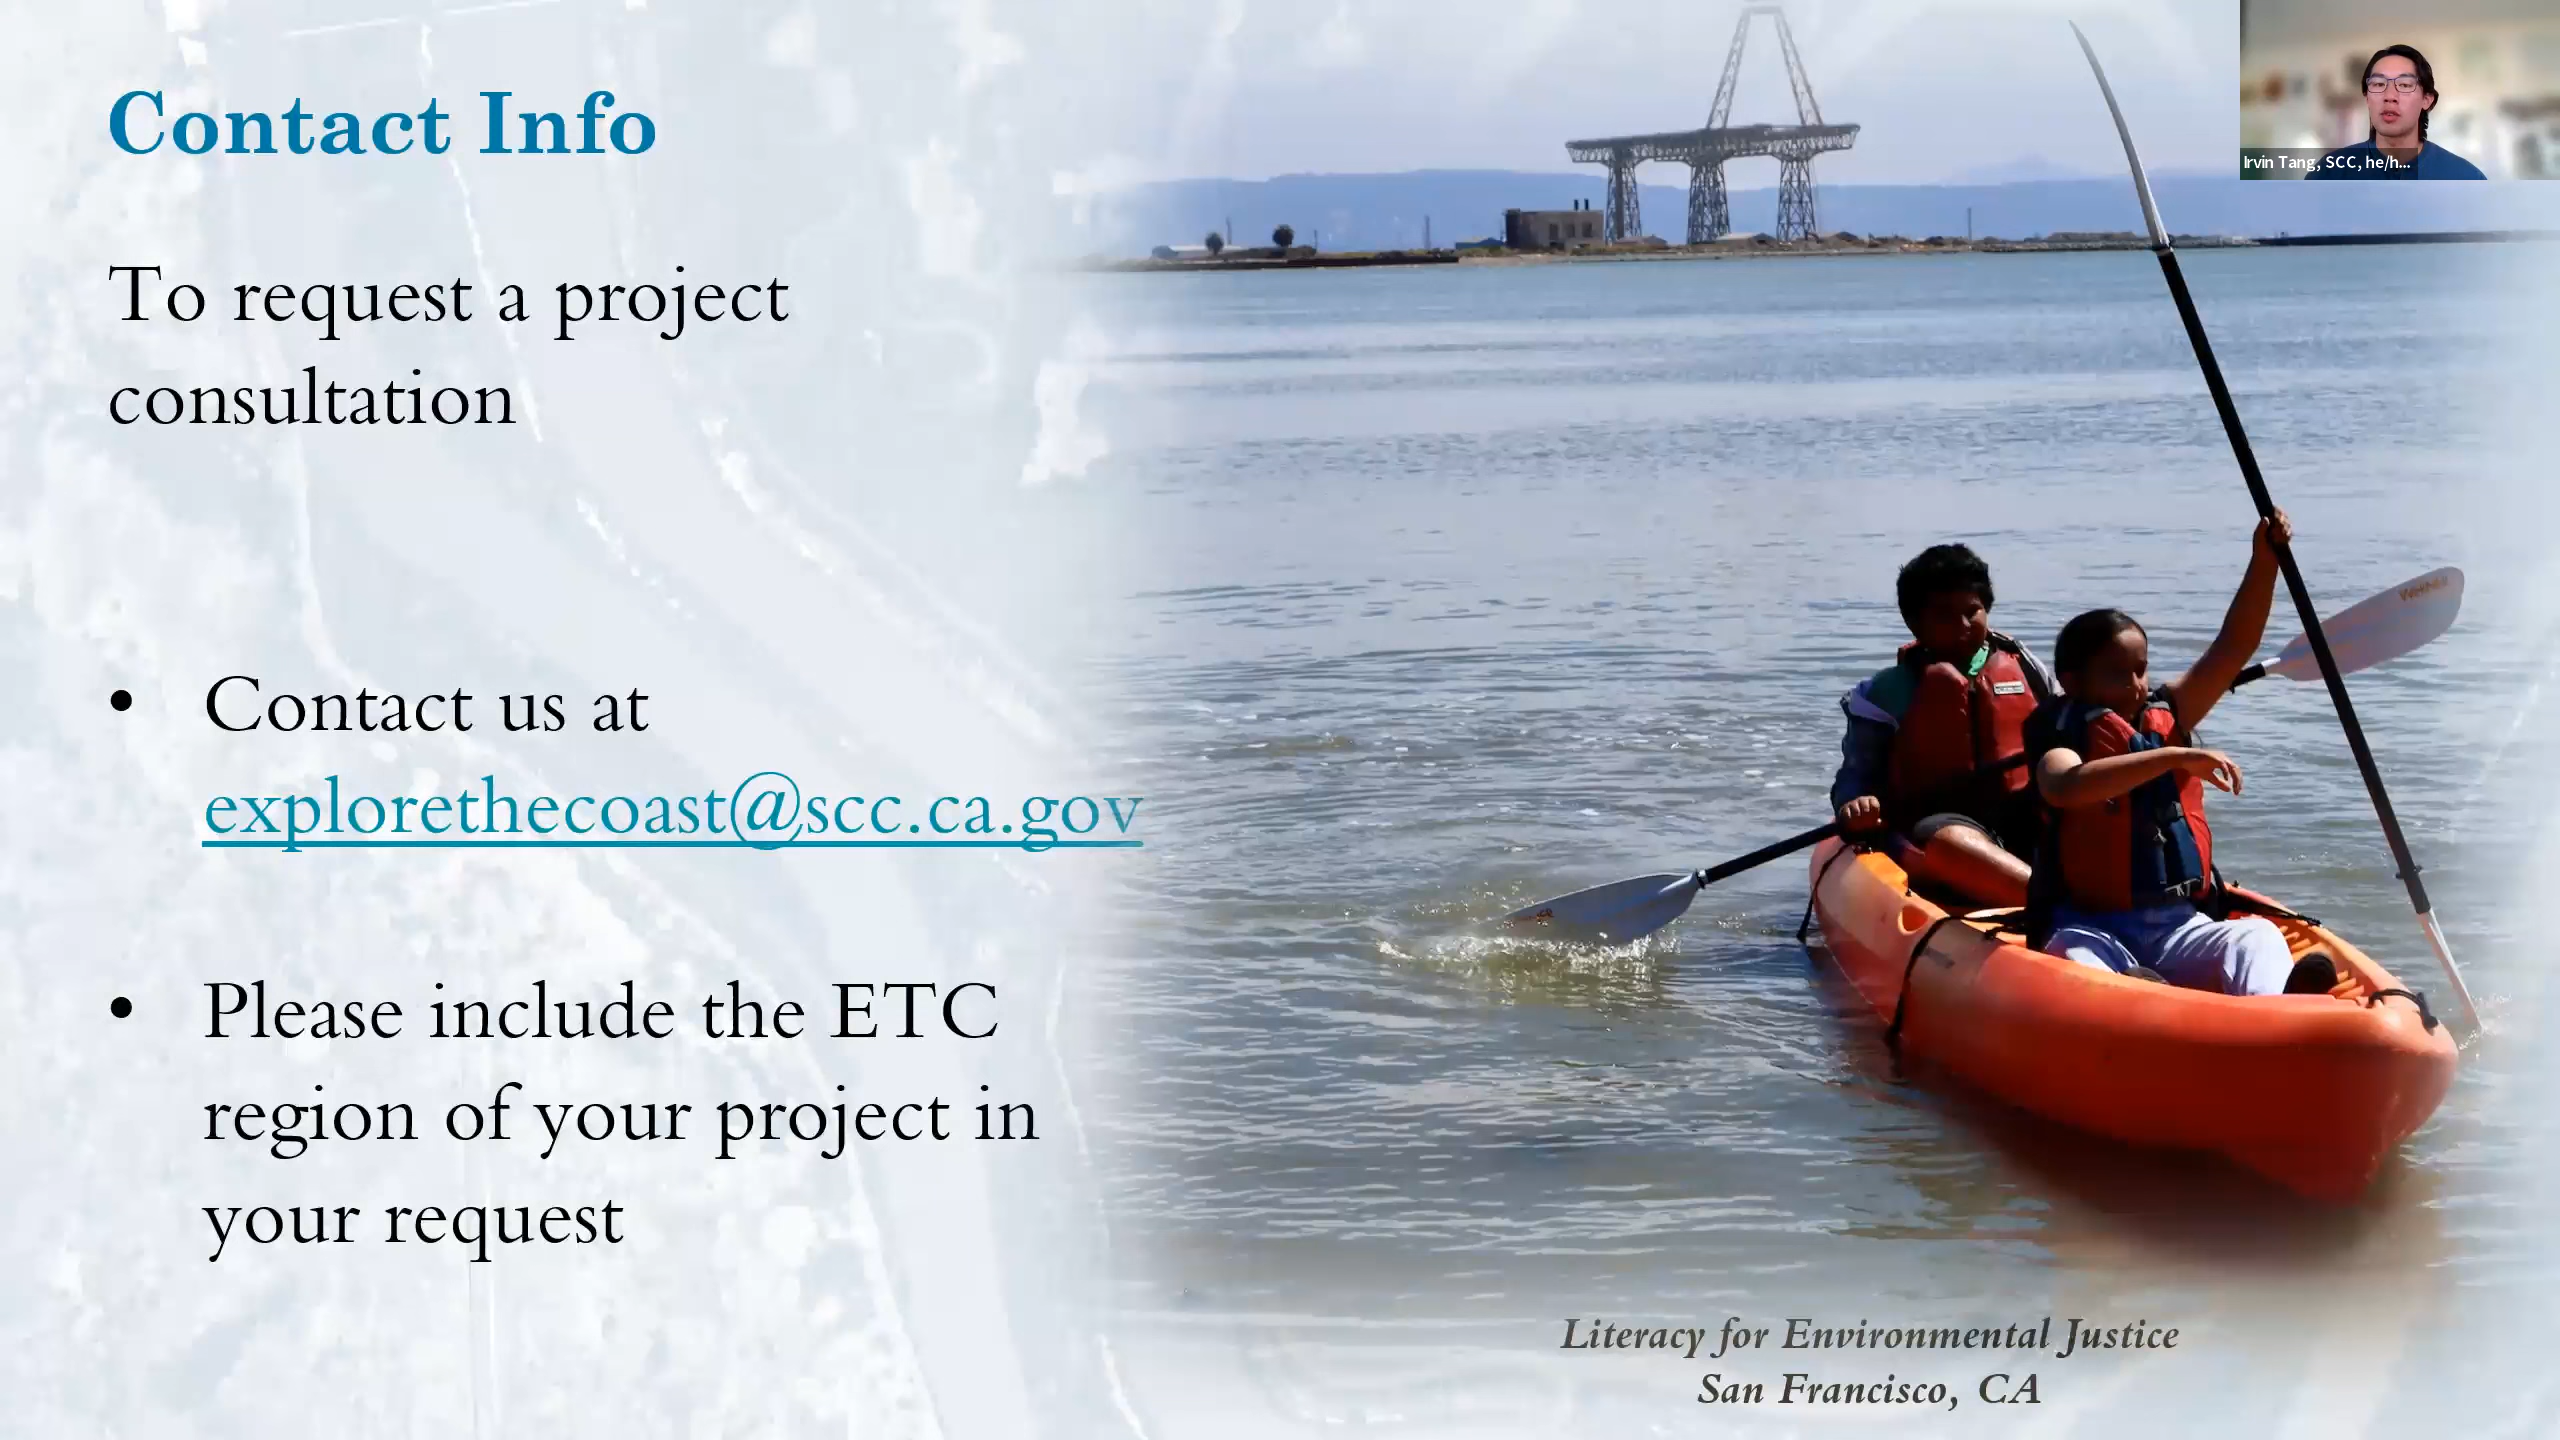 Contact Info
Irvin Tang, SCC, he/h...
To request a project
consultation
• Contact us at
explorethecoast@scc.ca.gov
• Please include the ETC
region of your project in
your request
Literacy for Environmental Justice
San Francisco, CA